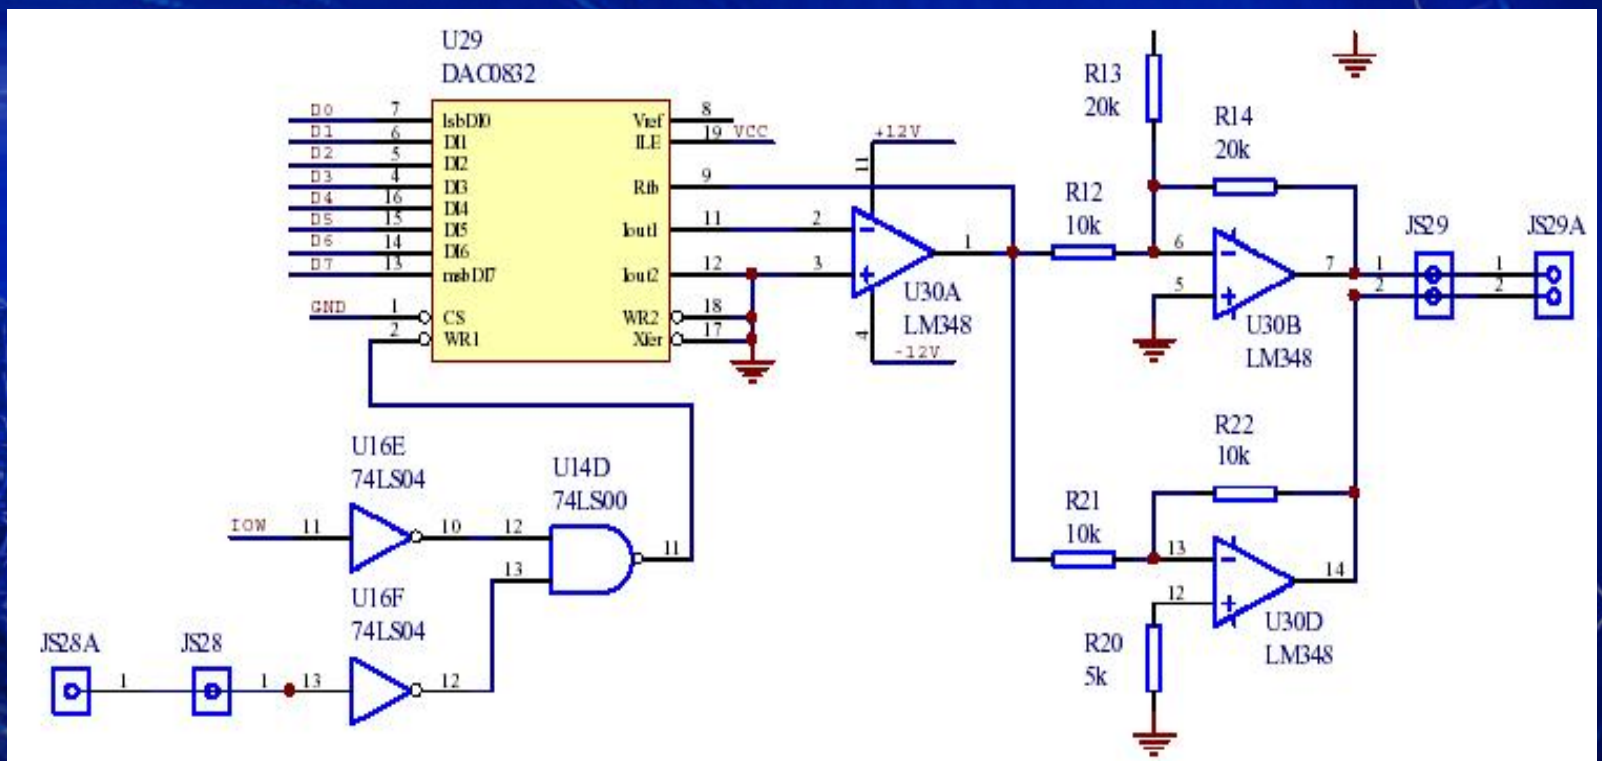 U29
DAC0832
D0 7 lsbDI0
D1 6 DI1
D2 5 DI2
D3 4 DI3
D4 16 DI4
D5 15 DI5
D6 14 DI6
D7 13 msbDI7
GND 1 CS
2 WR1
Vref 8
ILE 19 VCC
Rfb 9
Iout1 11
Iout2 12
WR2 18
Xfer 17
+12V
11
2
3
1
4
-12V
U30A
LM348
R13
20k
R14
20k
R12
10k
6
5
7
U30B
LM348
JS29
1
2
JS29A
1
2
R22
10k
R21
10k
13
12
14
U30D
LM348
R20
5k
U16E
74LS04
IOW 11 10 12
U14D
74LS00
11
13
U16F
74LS04
JS28A
JS28
1 1 13 12